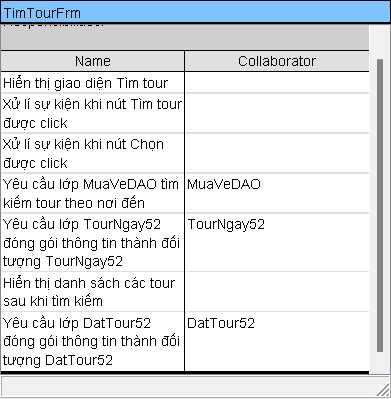 TimTourFrm
Name Collaborator
Hiển thị giao diện Tìm tour
Xử lí sự kiện khi nút Tìm tour
được click
Xử lí sự kiện khi nút Chọn
được click
Yêu cầu lớp MuaVeDAO tìm MuaVeDAO
kiếm tour theo nơi đến
Yêu cầu lớp TourNgay52 TourNgay52
đóng gói thông tin thành đối
tượng TourNgay52
Hiển thị danh sách các tour
sau khi tìm kiếm
Yêu cầu lớp DatTour52 DatTour52
đóng gói thông tin thành đối
tượng DatTour52